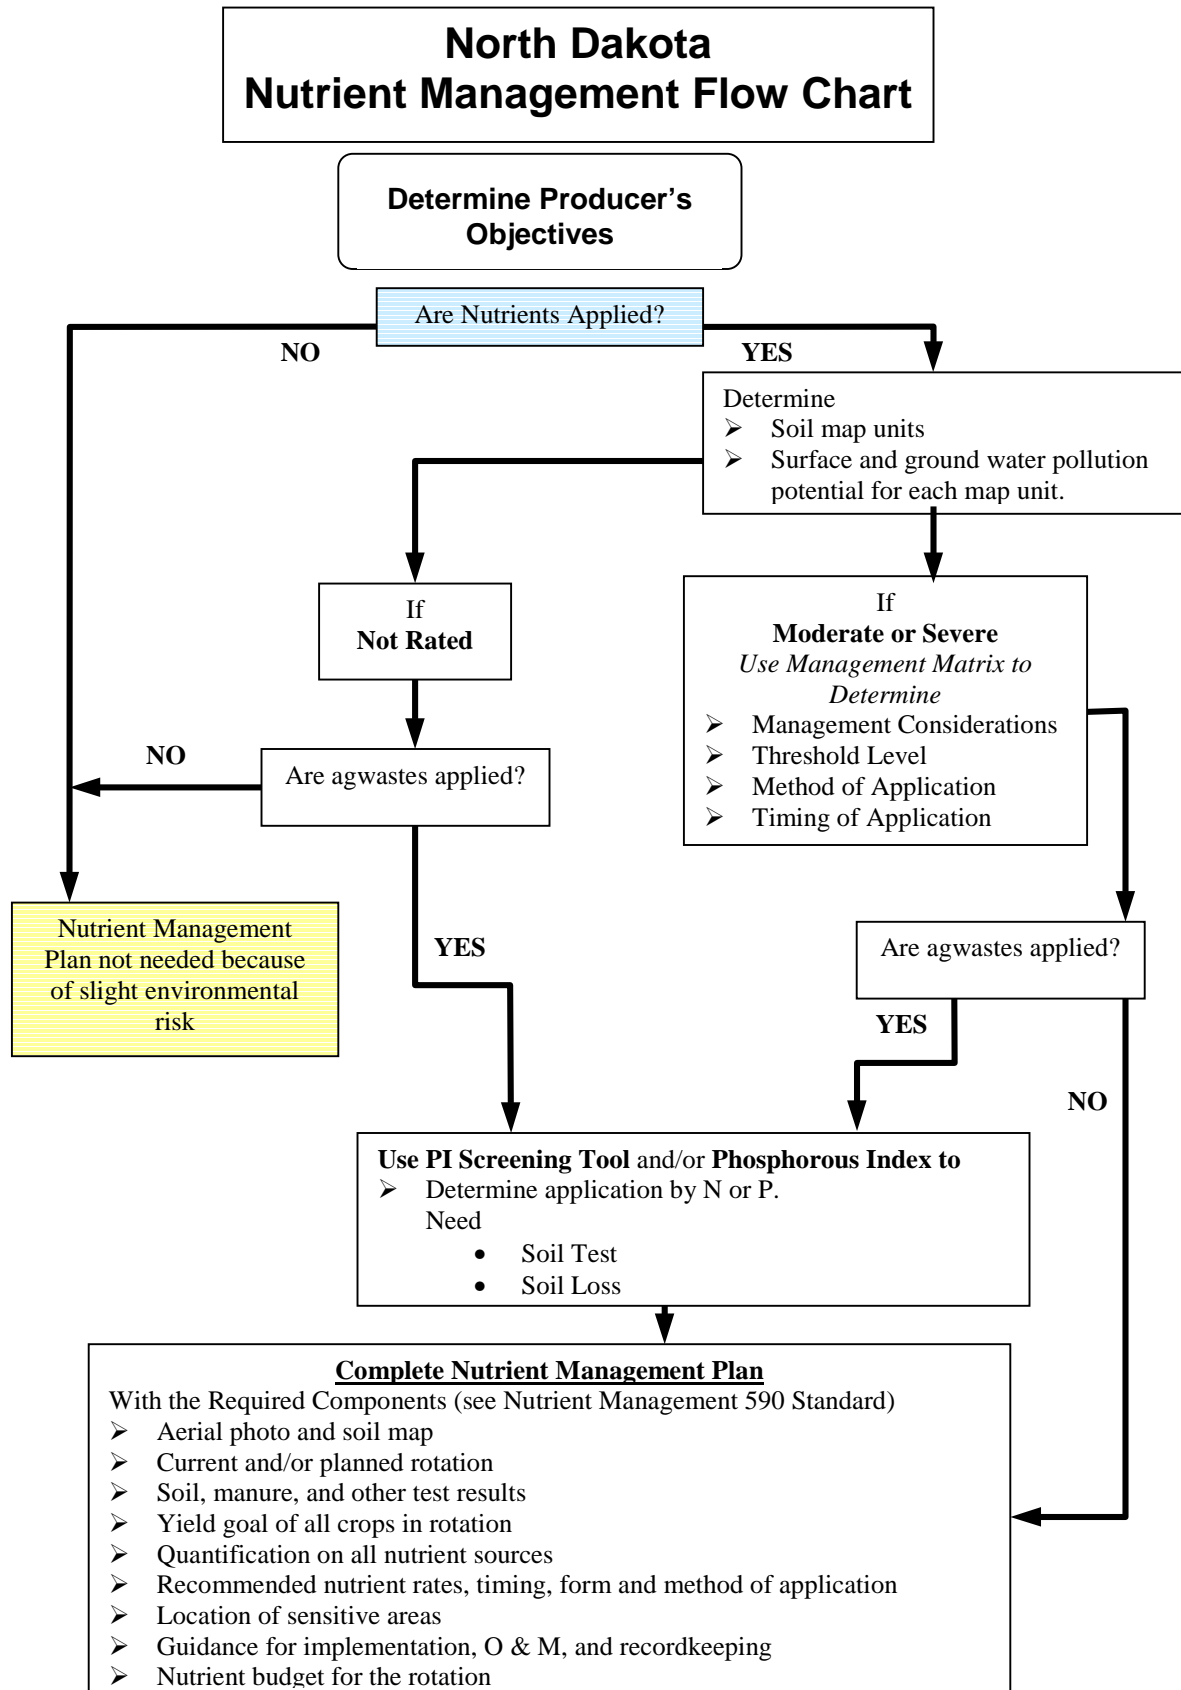 North Dakota
Nutrient Management Flow Chart
Determine Producer's
Objectives
Are Nutrients Applied?
NO
YES
Determine
➢ Soil map units
➢ Surface and ground water pollution
potential for each map unit.
If
Not Rated
If
Moderate or Severe
Use Management Matrix to
Determine
➢ Management Considerations
➢ Threshold Level
➢ Method of Application
➢ Timing of Application
NO
Are agwastes applied?
Nutrient Management
Plan not needed because
of slight environmental
risk
YES
Are agwastes applied?
YES
NO
Use PI Screening Tool and/or Phosphorous Index to
➢ Determine application by N or P.
Need
• Soil Test
• Soil Loss
Complete Nutrient Management Plan
With the Required Components (see Nutrient Management 590 Standard)
➢ Aerial photo and soil map
➢ Current and/or planned rotation
➢ Soil, manure, and other test results
➢ Yield goal of all crops in rotation
➢ Quantification on all nutrient sources
➢ Recommended nutrient rates, timing, form and method of application
➢ Location of sensitive areas
➢ Guidance for implementation, O & M, and recordkeeping
➢ Nutrient budget for the rotation